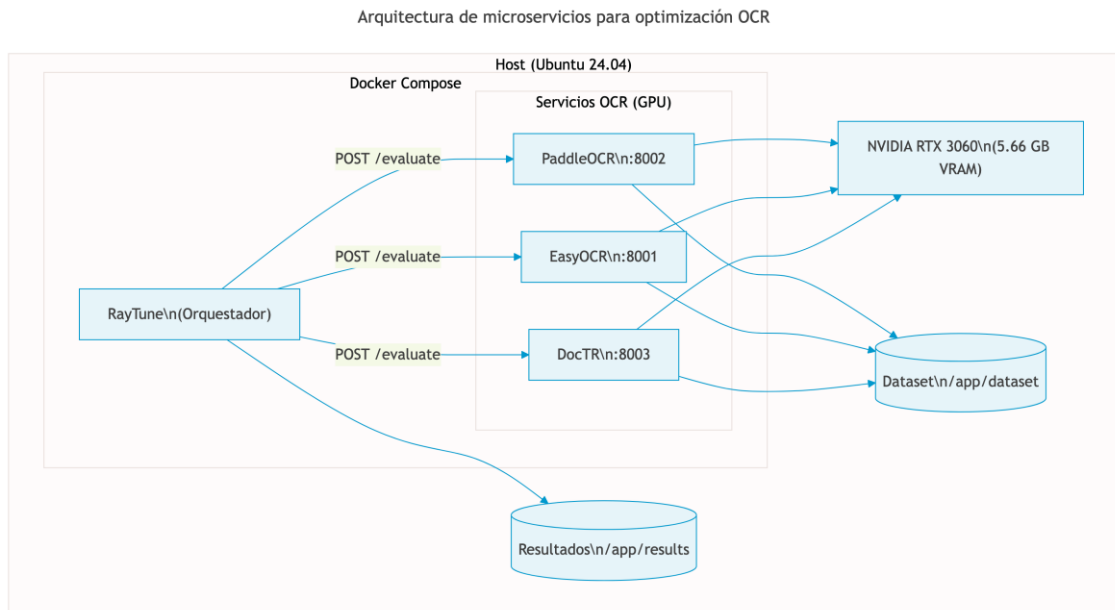 Arquitectura de microservicios para optimización OCR
Host (Ubuntu 24.04)
Docker Compose
Servicios OCR (GPU)
POST /evaluate
PaddleOCR\n:8002
NVIDIA RTX 3060\n(5.66 GB
VRAM)
POST /evaluate
EasyOCR\n:8001
RayTune\n(Orquestador)
POST /evaluate
DocTR\n:8003
Dataset\n/app/dataset
Resultados\n/app/results